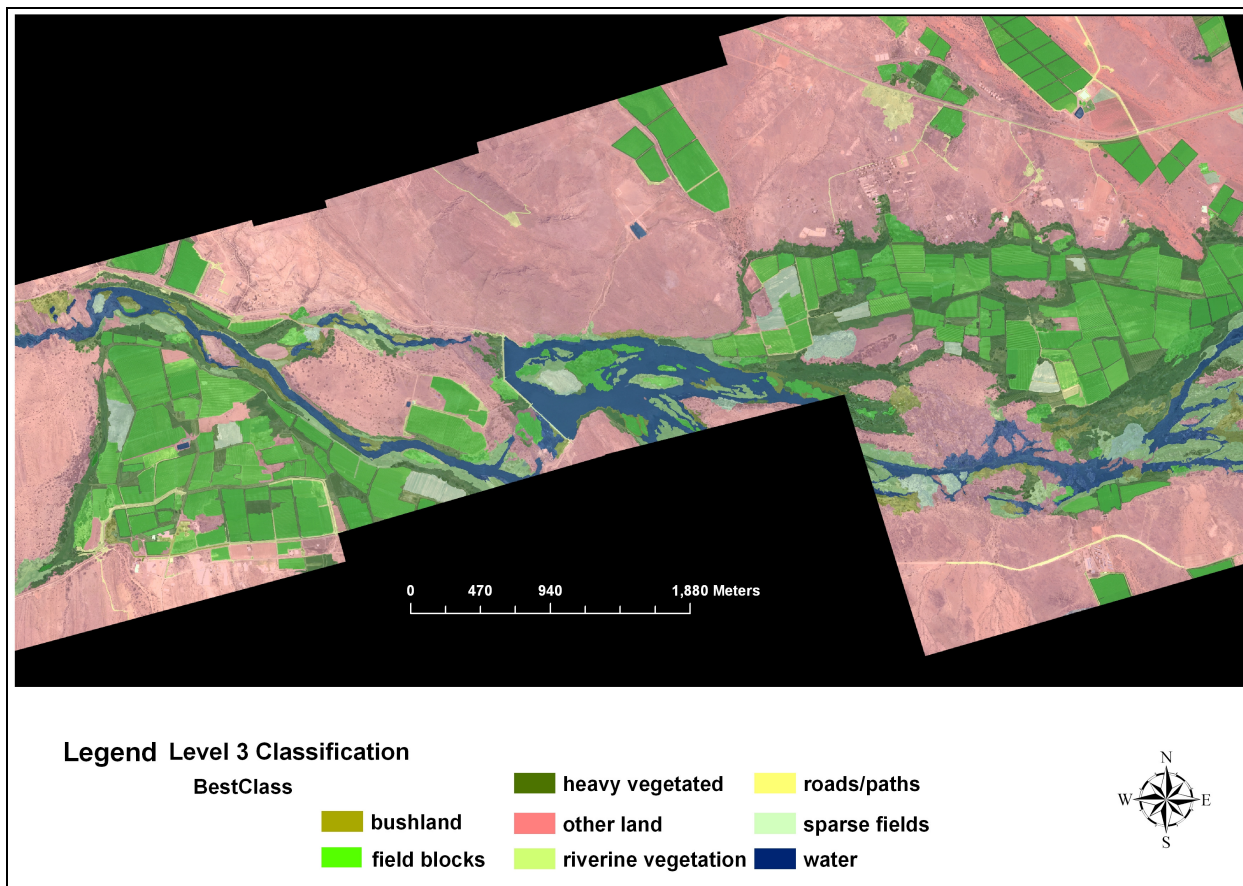 0 470 940 1,880 Meters
Legend Level 3 Classification
BestClass
bushland
field blocks
heavy vegetated
other land
riverine vegetation
roads/paths
sparse fields
water
N
W E
S